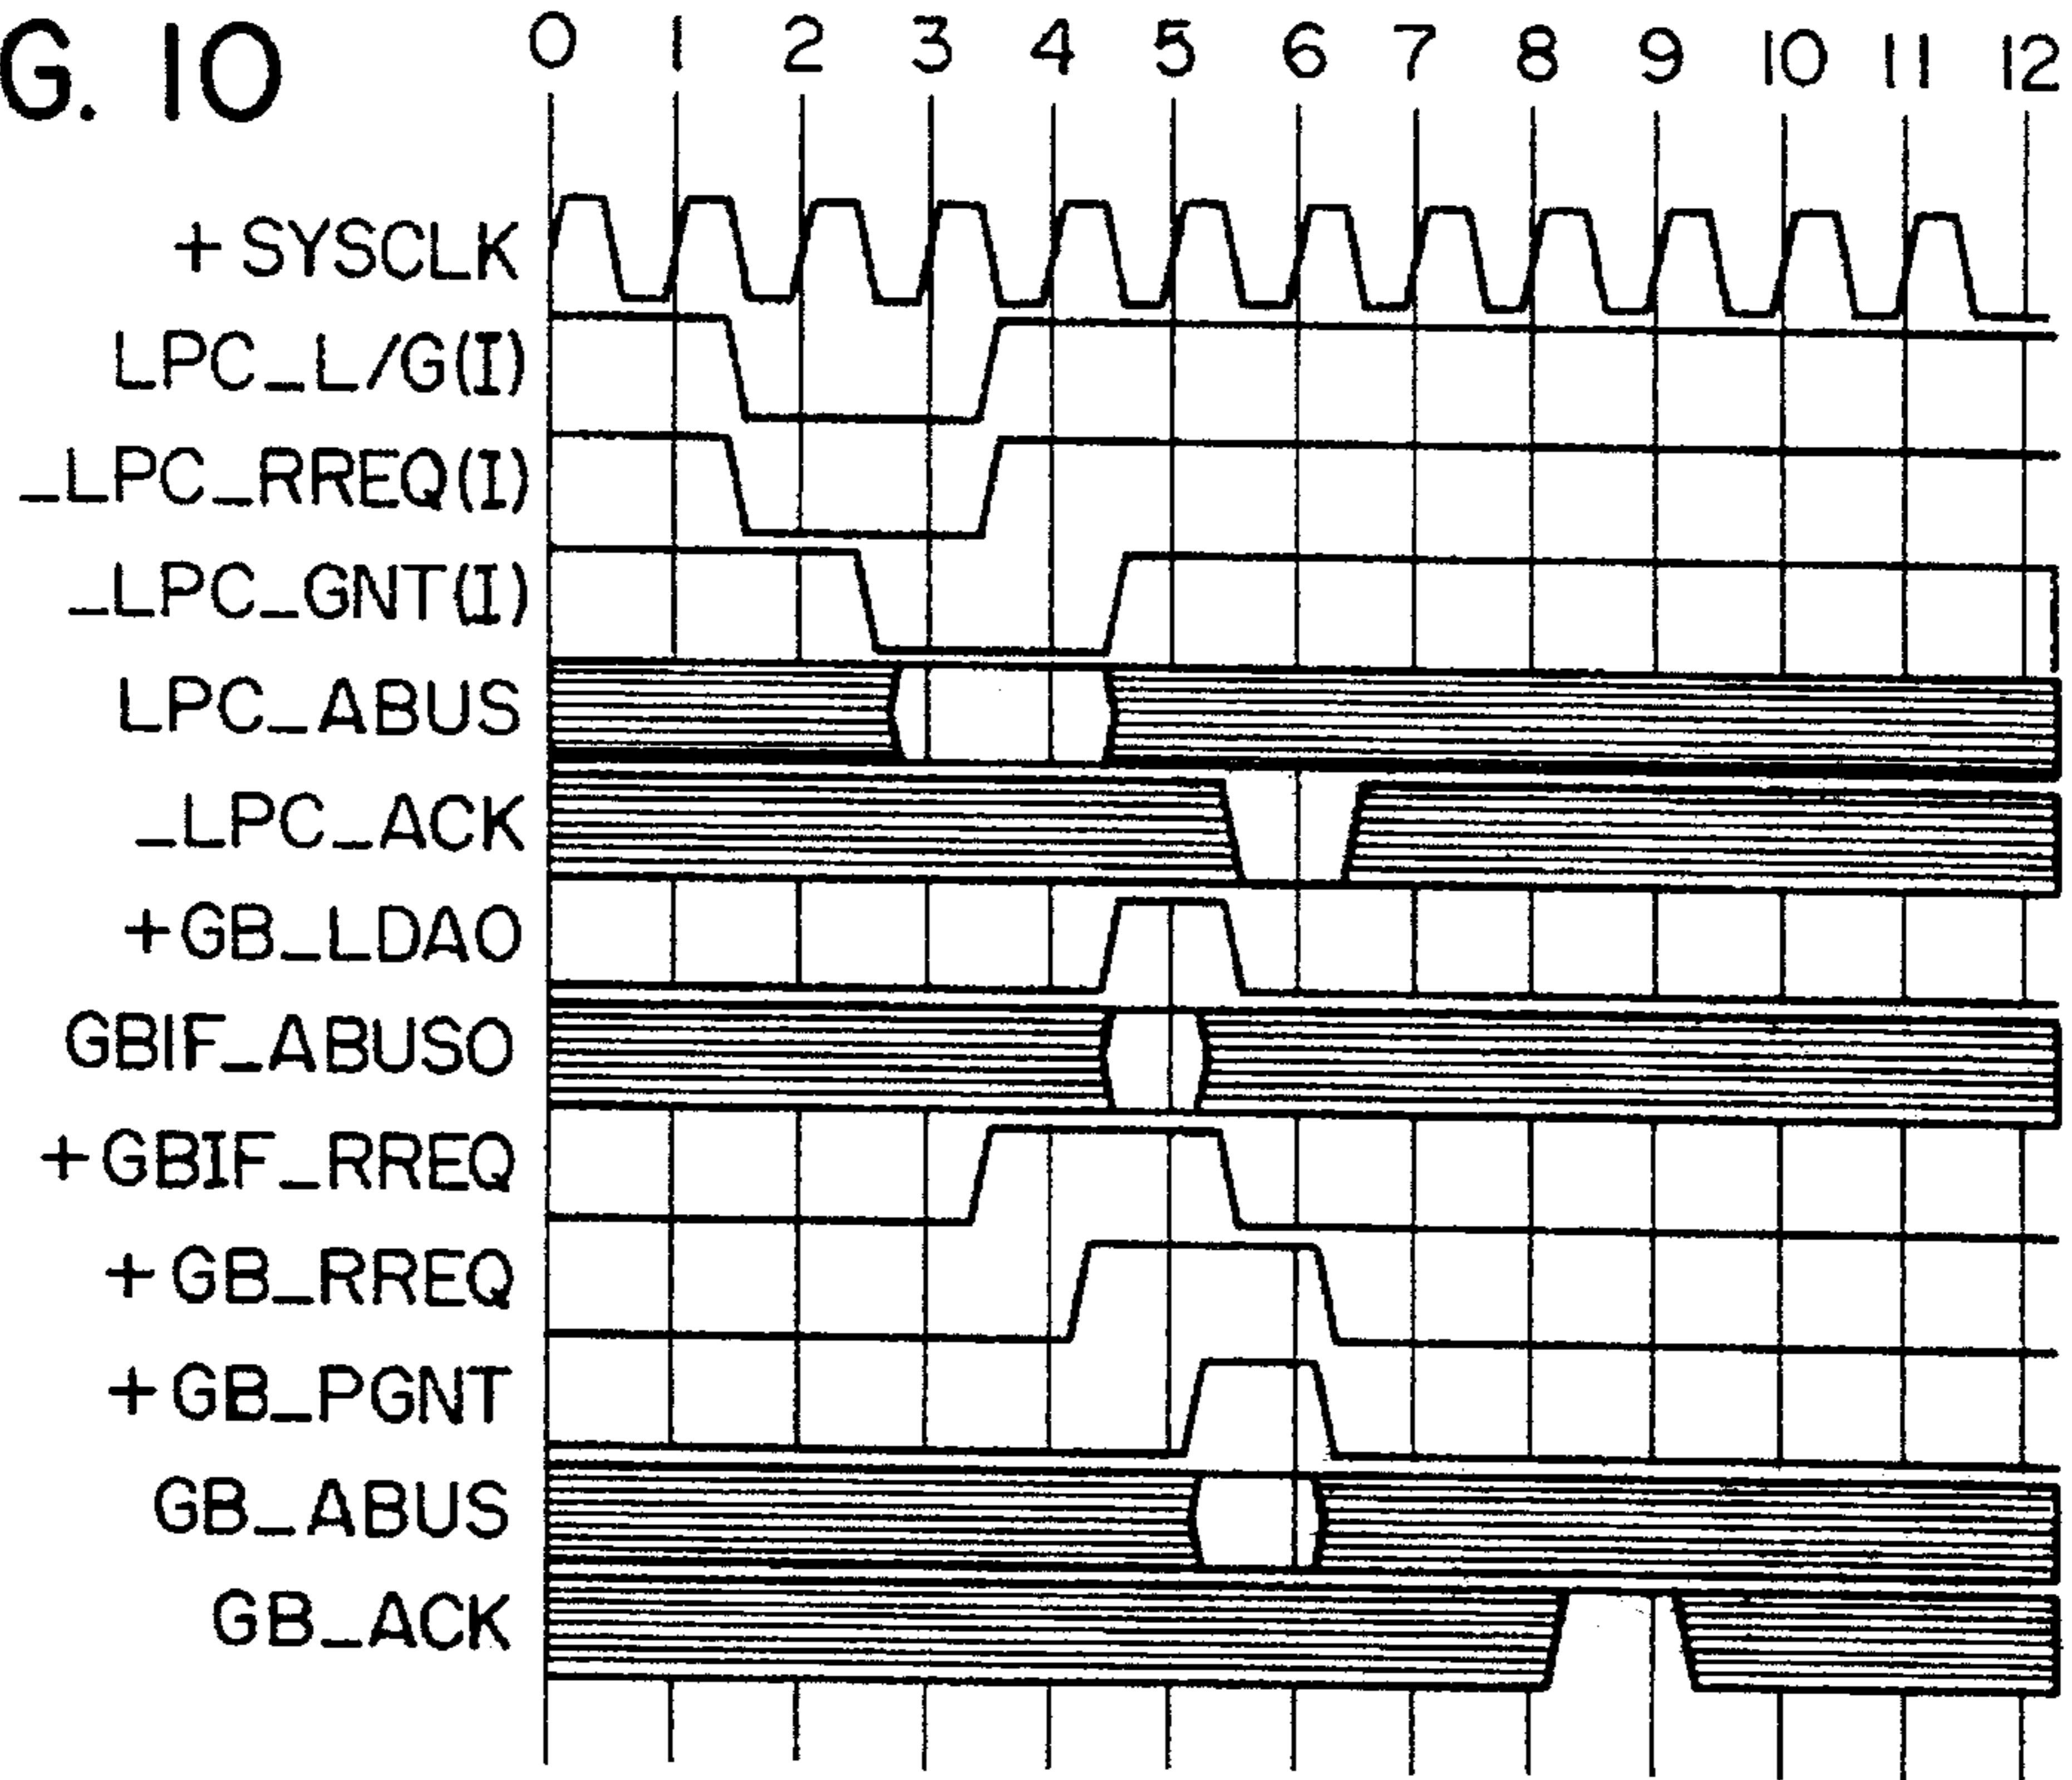 G. 10
0 1 2 3 4 5 6 7 8 9 10 11 12
+SYSCLK
LPC_L/G(I)
_LPC_RREQ(I)
_LPC_GNT(I)
LPC_ABUS
_LPC_ACK
+GB_LDAO
GBIF_ABUSO
+GBIF_RREQ
+GB_RREQ
+GB_PGNT
GB_ABUS
GB_ACK